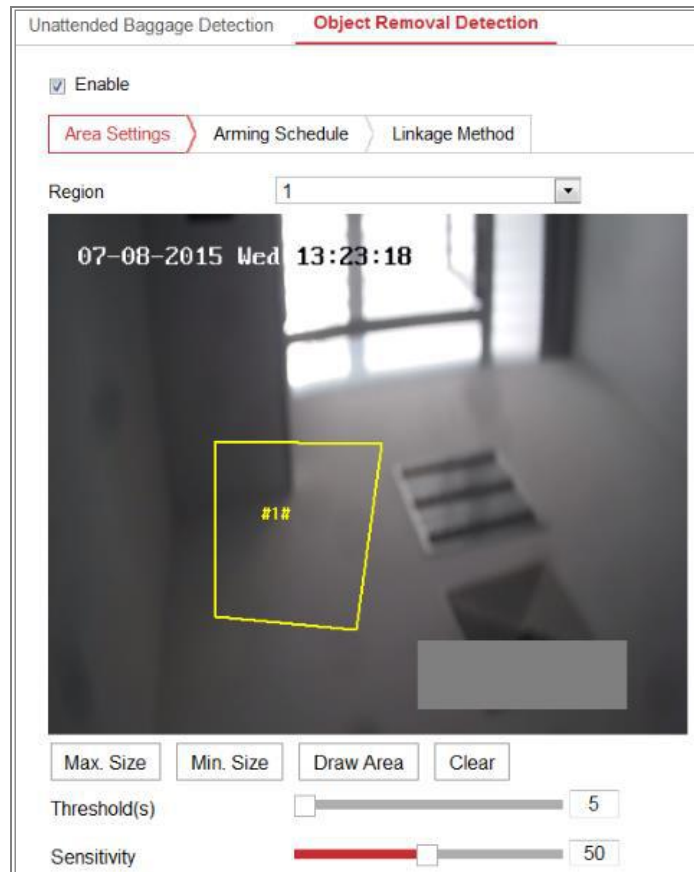 Unattended Baggage Detection Object Removal Detection
Enable
Area Settings Arming Schedule Linkage Method
Region 1
07-08-2015 Wed 13:23:18
#1#
Max. Size Min. Size Draw Area Clear
Threshold(s) 5
Sensitivity 50